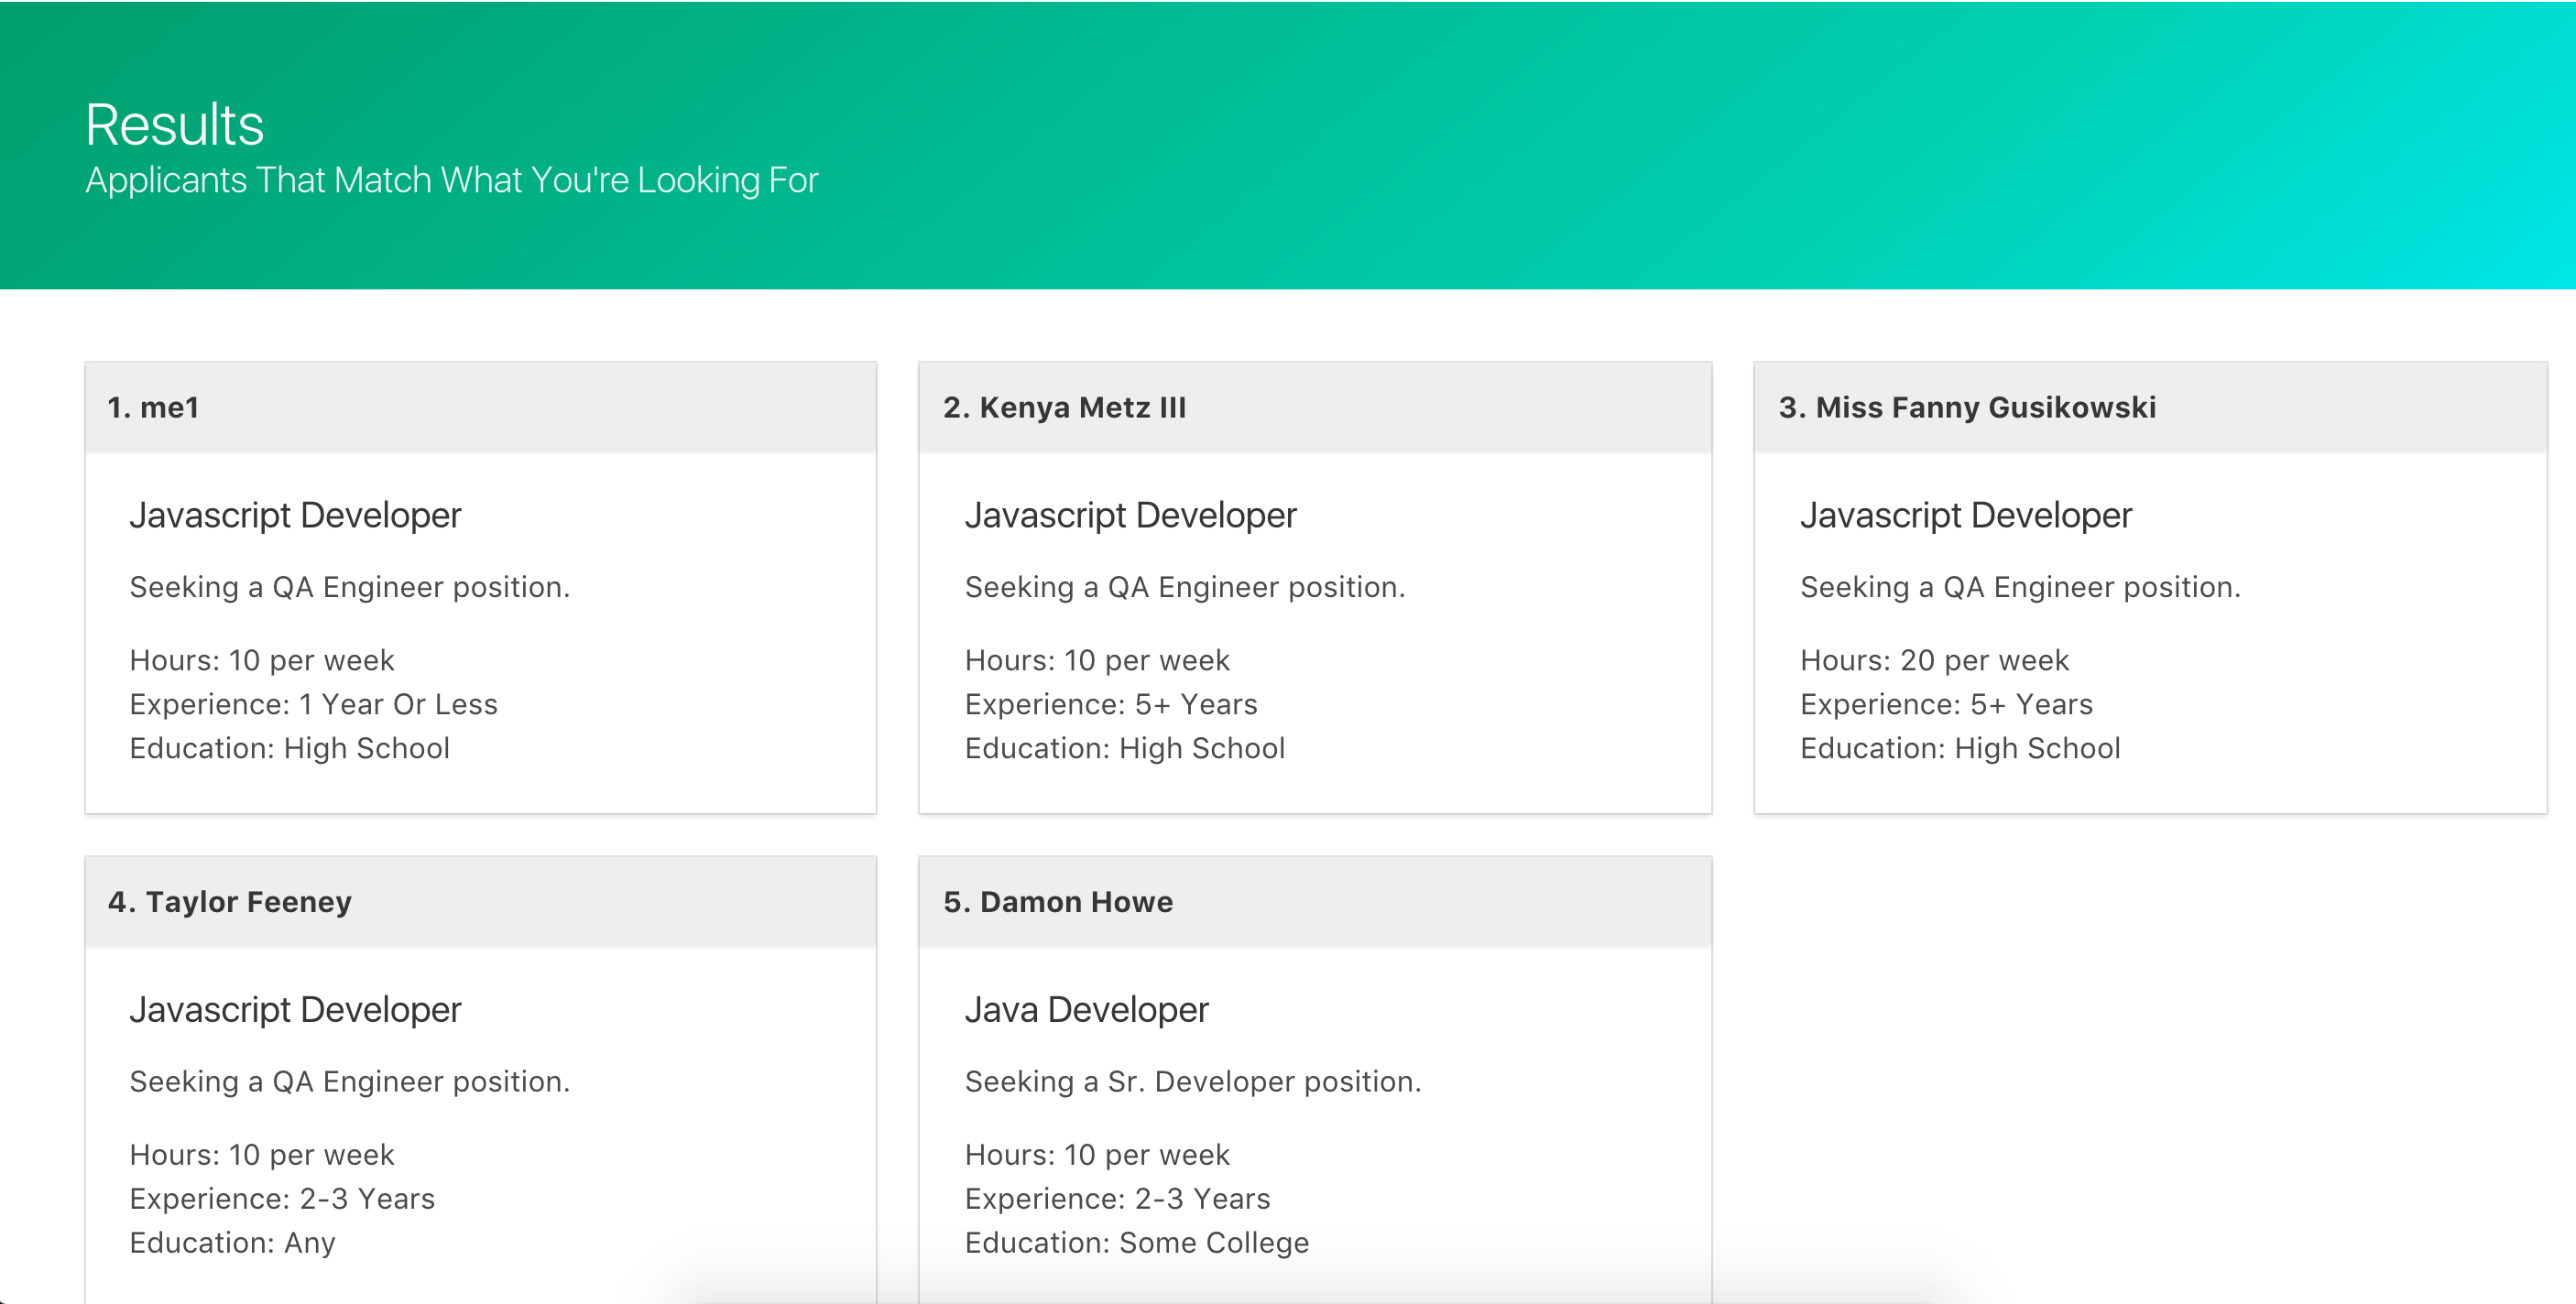 Results
Applicants That Match What You're Looking For
1. me1
Javascript Developer
Seeking a QA Engineer position.
Hours: 10 per week
Experience: 1 Year Or Less
Education: High School
2. Kenya Metz III
Javascript Developer
Seeking a QA Engineer position.
Hours: 10 per week
Experience: 5+ Years
Education: High School
3. Miss Fanny Gusikowski
Javascript Developer
Seeking a QA Engineer position.
Hours: 20 per week
Experience: 5+ Years
Education: High School
4. Taylor Feeney
Javascript Developer
Seeking a QA Engineer position.
Hours: 10 per week
Experience: 2-3 Years
Education: Any
5. Damon Howe
Java Developer
Seeking a Sr. Developer position.
Hours: 10 per week
Experience: 2-3 Years
Education: Some College